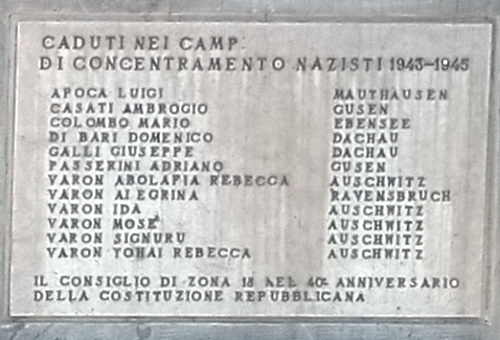 CADUTI NEI CAMP
DI CONCENTRAMENTO NAZISTI 1943-1945
APOCA LUIGI MAUTHAUSEN
CASATI AMBROGIO GUSEN
COLOMBO MARIO EBENSEE
DI BARI DOMENICO DACHAU
GALLI GIUSEPPE DACHAU
PASSERINI ADRIANO GUSEN
VARON ABOLAFIA REBECCA AUSCHWITZ
VARON ALEGRINA RAVENSBRUCH
VARON IDA AUSCHWITZ
VARON MOSE' AUSCHWITZ
VARON SIGNURU AUSCHWITZ
VARON YOHAI REBECCA AUSCHWITZ
IL CONSIGLIO DI ZONA 18 NEL 40° ANNIVERSARIO
DELLA COSTITUZIONE REPUBBLICANA